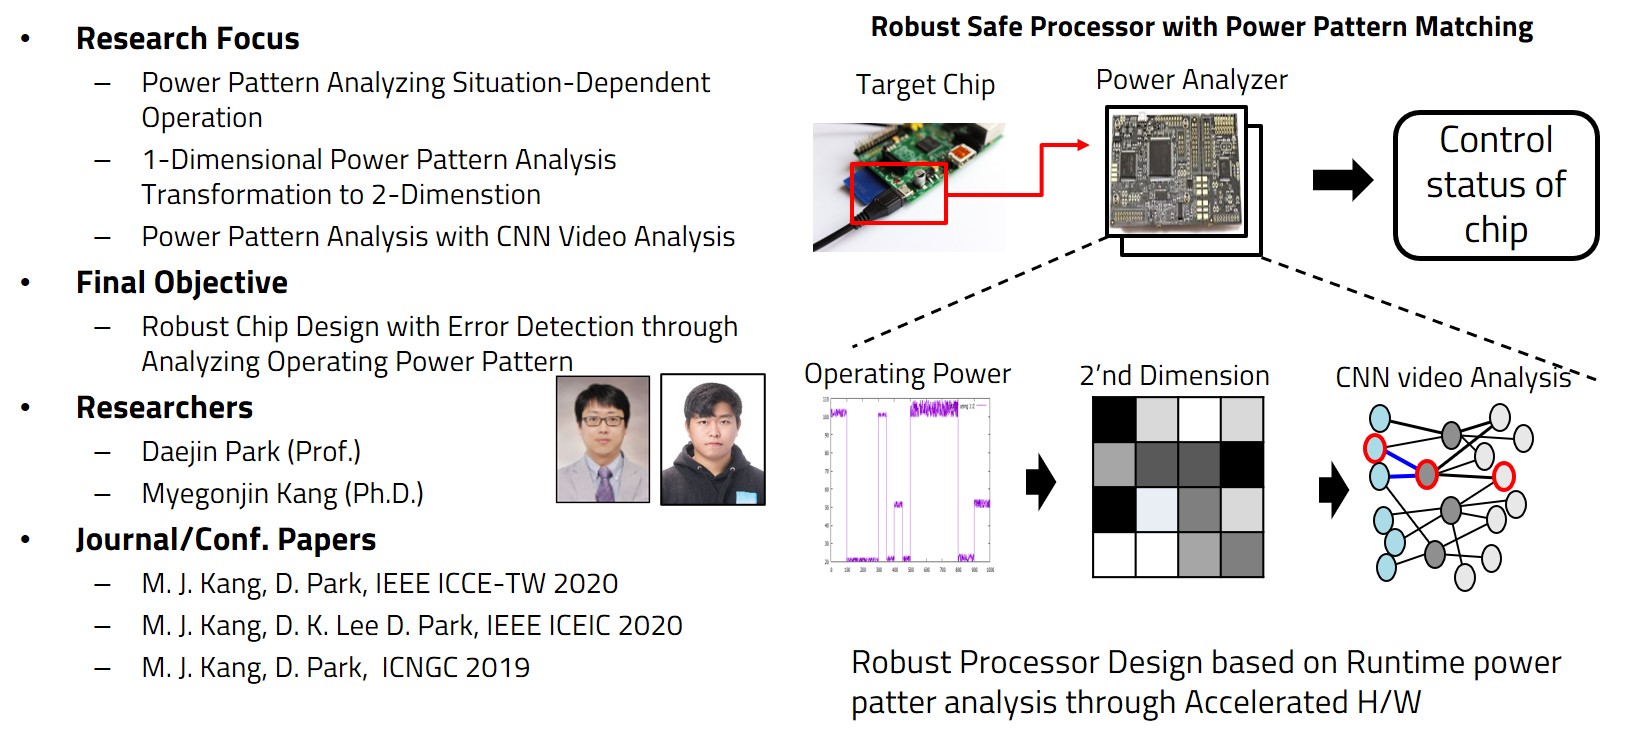 • Research Focus
– Power Pattern Analyzing Situation-Dependent
Operation
– 1-Dimensional Power Pattern Analysis
Transformation to 2-Dimenstion
– Power Pattern Analysis with CNN Video Analysis
• Final Objective
– Robust Chip Design with Error Detection through
Analyzing Operating Power Pattern
• Researchers
– Daejin Park (Prof.)
– Myegonjin Kang (Ph.D.)
• Journal/Conf. Papers
– M. J. Kang, D. Park, IEEE ICCE-TW 2020
– M. J. Kang, D. K. Lee D. Park, IEEE ICEIC 2020
– M. J. Kang, D. Park, ICNGC 2019
Robust Safe Processor with Power Pattern Matching
Target Chip
Power Analyzer
Control
status of
chip
Operating Power
2’nd Dimension
CNN video Analysis
Robust Processor Design based on Runtime power
patter analysis through Accelerated H/W